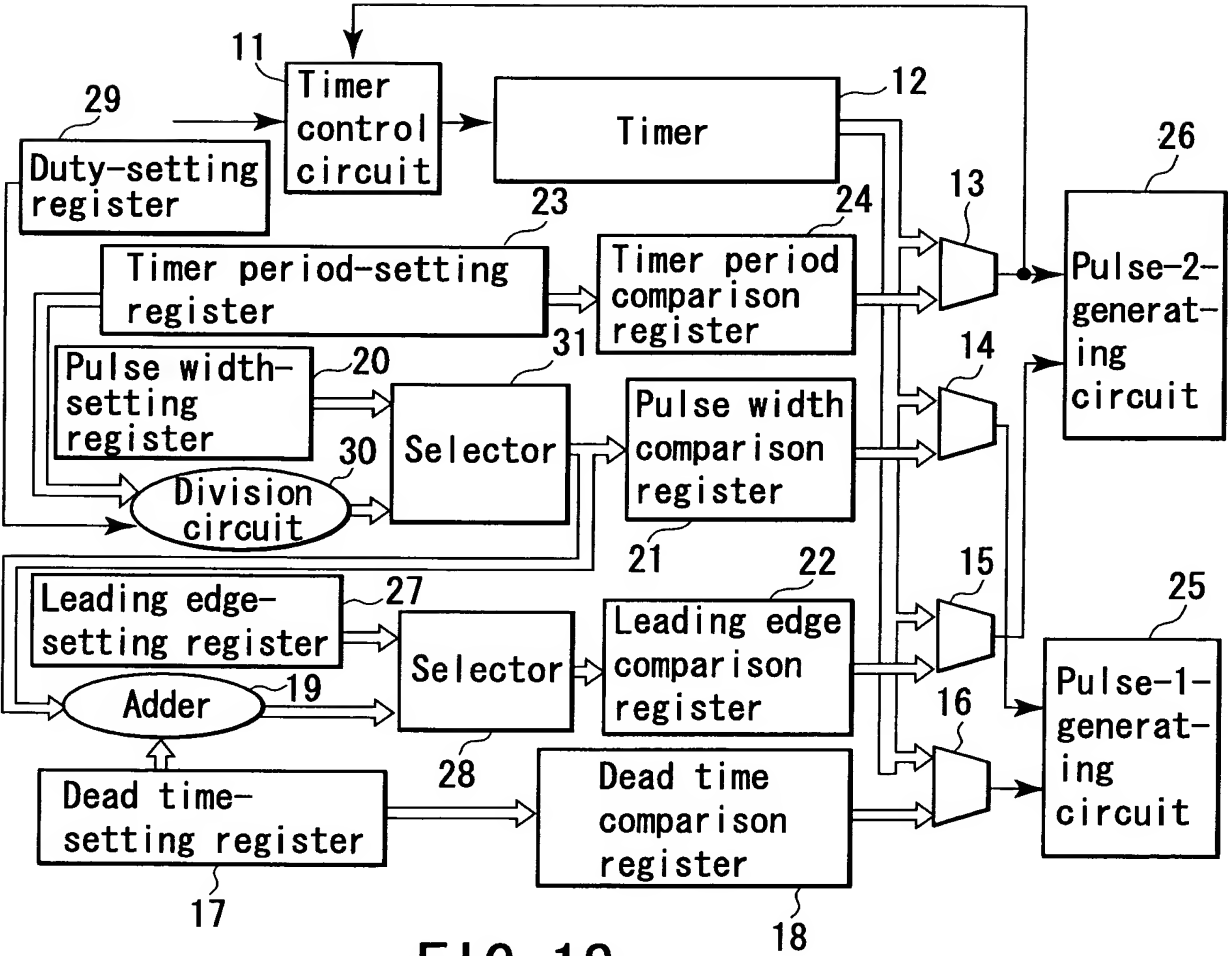 11
Timer
control
circuit
12
Timer
29
Duty-setting
register
26
Pulse-2-
generat-
ing
circuit
23
Timer period-setting
register
24
Timer period
comparison
register
13
20
Pulse width-
setting
register
31
Selector
Pulse width
comparison
register
21
14
30
Division
circuit
27
Leading edge-
setting register
22
Leading edge
comparison
register
15
25
Pulse-1-
generat-
ing
circuit
19
Adder
Selector
28
16
Dead time-
setting register
17
Dead time
comparison
register
18